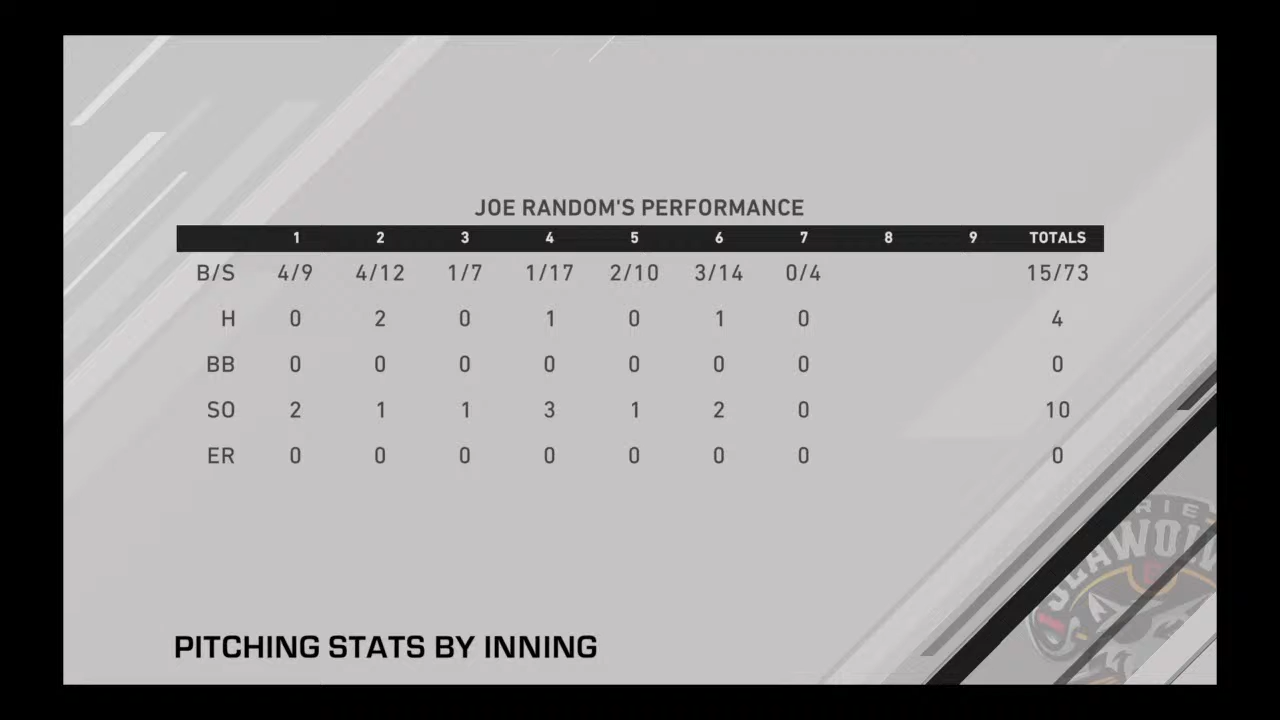 JOE RANDOM'S PERFORMANCE
1 2 3 4 5 6 7 8 9 TOTALS
B/S 4/9 4/12 1/7 1/17 2/10 3/14 0/4 15/73
H 0 2 0 1 0 1 0 4
BB 0 0 0 0 0 0 0 0
SO 2 1 1 3 1 2 0 10
ER 0 0 0 0 0 0 0 0
PITCHING STATS BY INNING